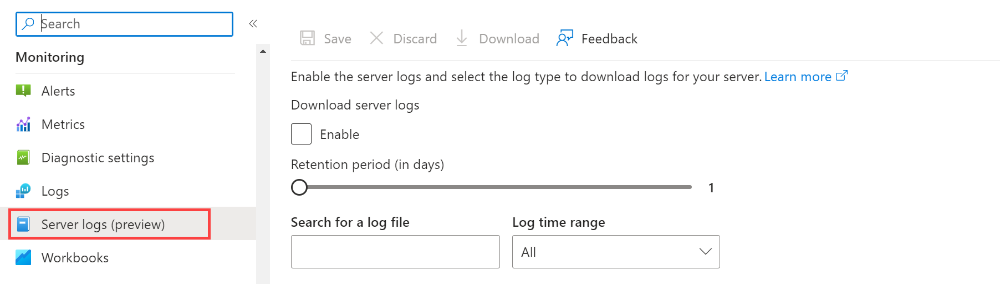 Search
«
Monitoring
Alerts
Metrics
Diagnostic settings
Logs
Server logs (preview)
Workbooks
Save Discard Download Feedback
Enable the server logs and select the log type to download logs for your server. Learn more
Download server logs
Enable
Retention period (in days)
1
Search for a log file Log time range
All